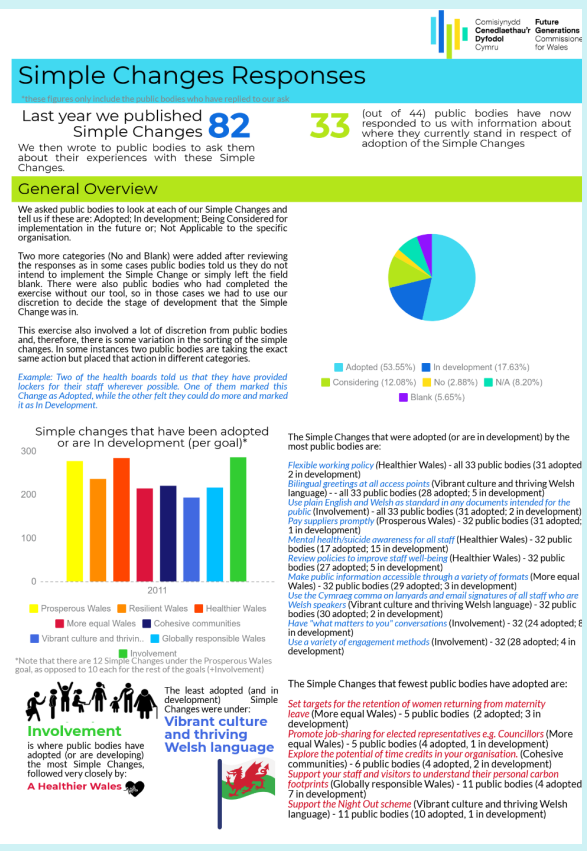 Comisiynydd
Cenedlaethau'r
Dyfodol
Cymru
Future
Generations
Commissione
for Wales
Simple Changes Responses
*these figures only include the public bodies who have replied to our ask
Last year we published
Simple Changes 82
We then wrote to public bodies to ask them
about their experiences with these Simple
Changes.
33
(out of 44) public bodies have now
responded to us with information about
where they currently stand in respect of
adoption of the Simple Changes
General Overview
We asked public bodies to look at each of our Simple Changes and
tell us if these are: Adopted; In development; Being Considered for
implementation in the future or; Not Applicable to the specific
organisation.
Two more categories (No and Blank) were added after reviewing
the responses as in some cases public bodies told us they do not
intend to implement the Simple Change or simply left the field
blank. There were also public bodies who had completed the
exercise without our tool, so in those cases we had to use our
discretion to decide the stage of development that the Simple
Change was in.
This exercise also involved a lot of discretion from public bodies
and, therefore, there is some variation in the sorting of the simple
changes. In some instances two public bodies are taking the exact
same action but placed that action in different categories.
Example: Two of the health boards told us that they have provided
lockers for their staff wherever possible. One of them marked this
Change as Adopted, while the other felt they could do more and marked
it as In Development.
Adopted (53.55%) In development (17.63%)
Considering (12.08%) No (2.88%) N/A (8.20%)
Blank (5.65%)
Simple changes that have been adopted
or are In development (per goal)*
300
200
100
0
2011
Prosperous Wales Resilient Wales Healthier Wales
More equal Wales Cohesive communities
Vibrant culture and thrivin.. Globally responsible Wales
Involvement
*Note that there are 12 Simple Changes under the Prosperous Wales
goal, as opposed to 10 each for the rest of the goals (+Involvement)
Involvement
is where public bodies have
adopted (or are developing)
the most Simple Changes,
followed very closely by:
A Healthier Wales
The least adopted (and in
development) Simple
Changes were under:
Vibrant culture
and thriving
Welsh language
The Simple Changes that were adopted (or are in development) by the
most public bodies are:
Flexible working policy (Healthier Wales) - all 33 public bodies (31 adopted
2 in development)
Bilingual greetings at all access points (Vibrant culture and thriving Welsh
language) - - all 33 public bodies (28 adopted; 5 in development)
Use plain English and Welsh as standard in any documents intended for the
public (Involvement) - all 33 public bodies (31 adopted; 2 in development)
Pay suppliers promptly (Prosperous Wales) - 32 public bodies (31 adopted;
1 in development)
Mental health/suicide awareness for all staff (Healthier Wales) - 32 public
bodies (17 adopted; 15 in development)
Review policies to improve staff well-being (Healthier Wales) - 32 public
bodies (27 adopted; 5 in development)
Make public information accessible through a variety of formats (More equal
Wales) - 32 public bodies (29 adopted; 3 in development)
Use the Cymraeg comma on lanyards and email signatures of all staff who are
Welsh speakers (Vibrant culture and thriving Welsh language) - 32 public
bodies (30 adopted; 2 in development)
Have "what matters to you" conversations (Involvement) - 32 (24 adopted; 8
in development)
Use a variety of engagement methods (Involvement) - 32 (28 adopted; 4 in
development)
The Simple Changes that fewest public bodies have adopted are:
Set targets for the retention of women returning from maternity
leave (More equal Wales) - 5 public bodies (2 adopted; 3 in
development)
Promote job-sharing for elected representatives e.g. Councillors (More
equal Wales) - 5 public bodies (4 adopted, 1 in development)
Explore the potential of time credits in your organisation. (Cohesive
communities) - 6 public bodies (4 adopted, 2 in development)
Support your staff and visitors to understand their personal carbon
footprints (Globally responsible Wales) - 11 public bodies (4 adopted
7 in development)
Support the Night Out scheme (Vibrant culture and thriving Welsh
language) - 11 public bodies (10 adopted, 1 in development)